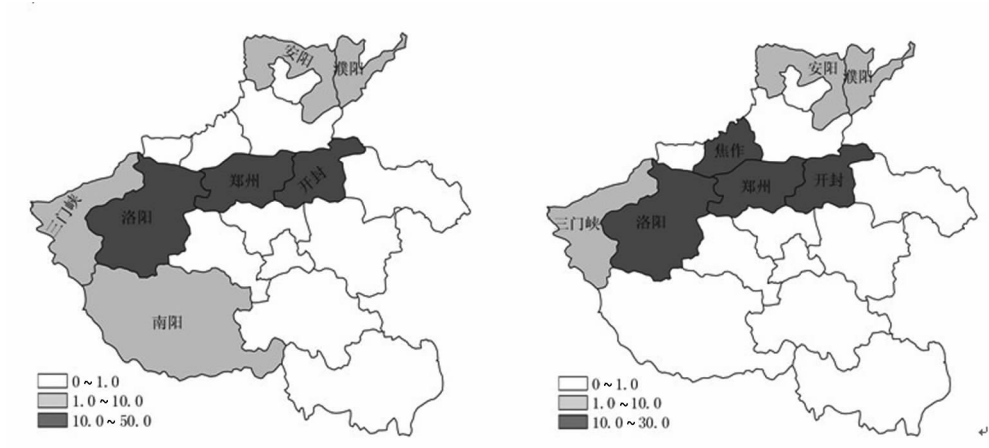 安阳
濮阳
郑州
开封
三门峡
洛阳
南阳
0~1.0
1.0~10.0
10.0~50.0
安阳
濮阳
焦作
郑州
开封
三门峡
洛阳
0~1.0
1.0~10.0
10.0~30.0